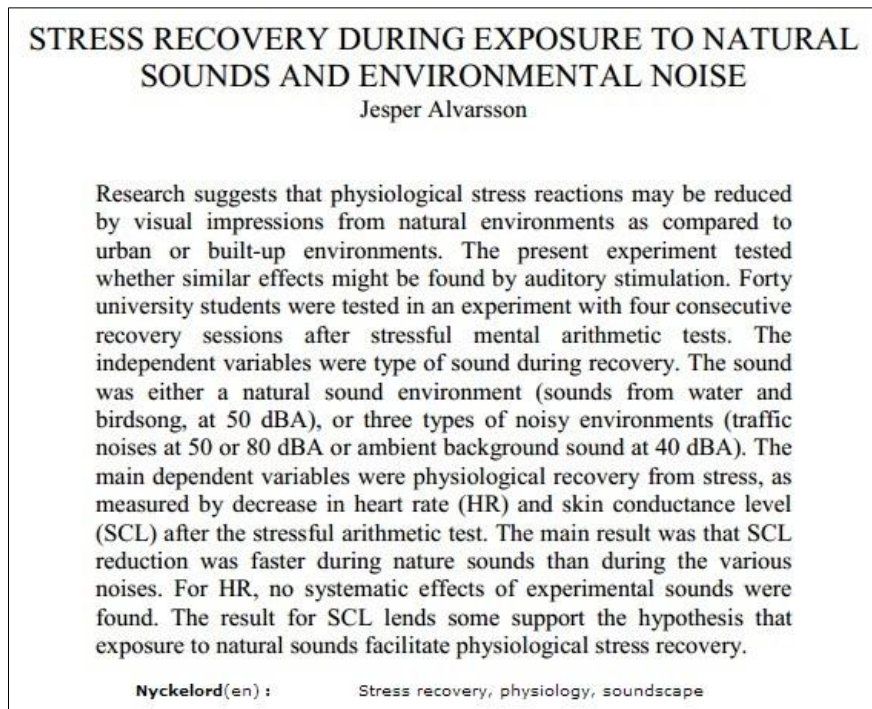 STRESS RECOVERY DURING EXPOSURE TO NATURAL
SOUNDS AND ENVIRONMENTAL NOISE
Jesper Alvarsson
Research suggests that physiological stress reactions may be reduced
by visual impressions from natural environments as compared to
urban or built-up environments. The present experiment tested
whether similar effects might be found by auditory stimulation. Forty
university students were tested in an experiment with four consecutive
recovery sessions after stressful mental arithmetic tests. The
independent variables were type of sound during recovery. The sound
was either a natural sound environment (sounds from water and
birdsong, at 50 dBA), or three types of noisy environments (traffic
noises at 50 or 80 dBA or ambient background sound at 40 dBA). The
main dependent variables were physiological recovery from stress, as
measured by decrease in heart rate (HR) and skin conductance level
(SCL) after the stressful arithmetic test. The main result was that SCL
reduction was faster during nature sounds than during the various
noises. For HR, no systematic effects of experimental sounds were
found. The result for SCL lends some support the hypothesis that
exposure to natural sounds facilitate physiological stress recovery.
Nyckelord(en) : Stress recovery, physiology, soundscape